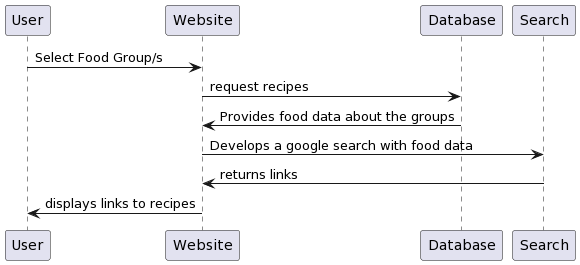 User Website Database Search
Select Food Group/s
request recipes
Provides food data about the groups
Develops a google search with food data
returns links
displays links to recipes
User Website Database Search